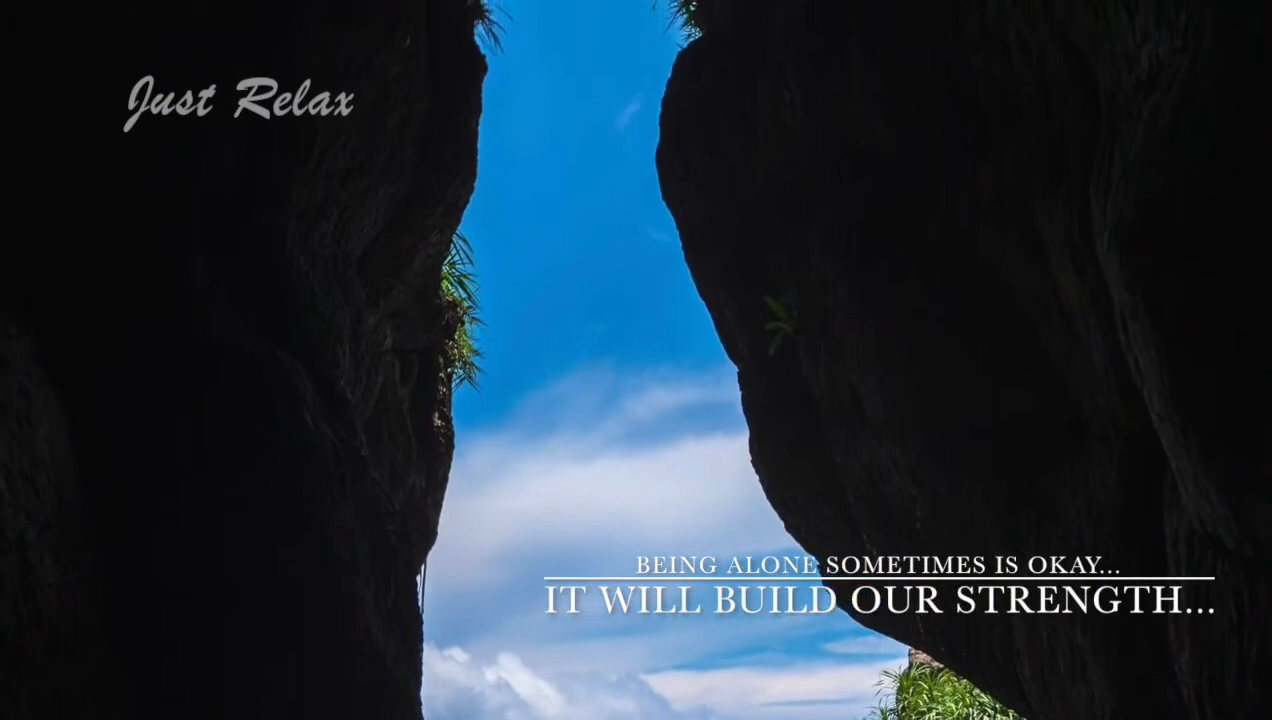 Just Relax
BEING ALONE SOMETIMES IS OKAY...
IT WILL BUILD OUR STRENGTH...